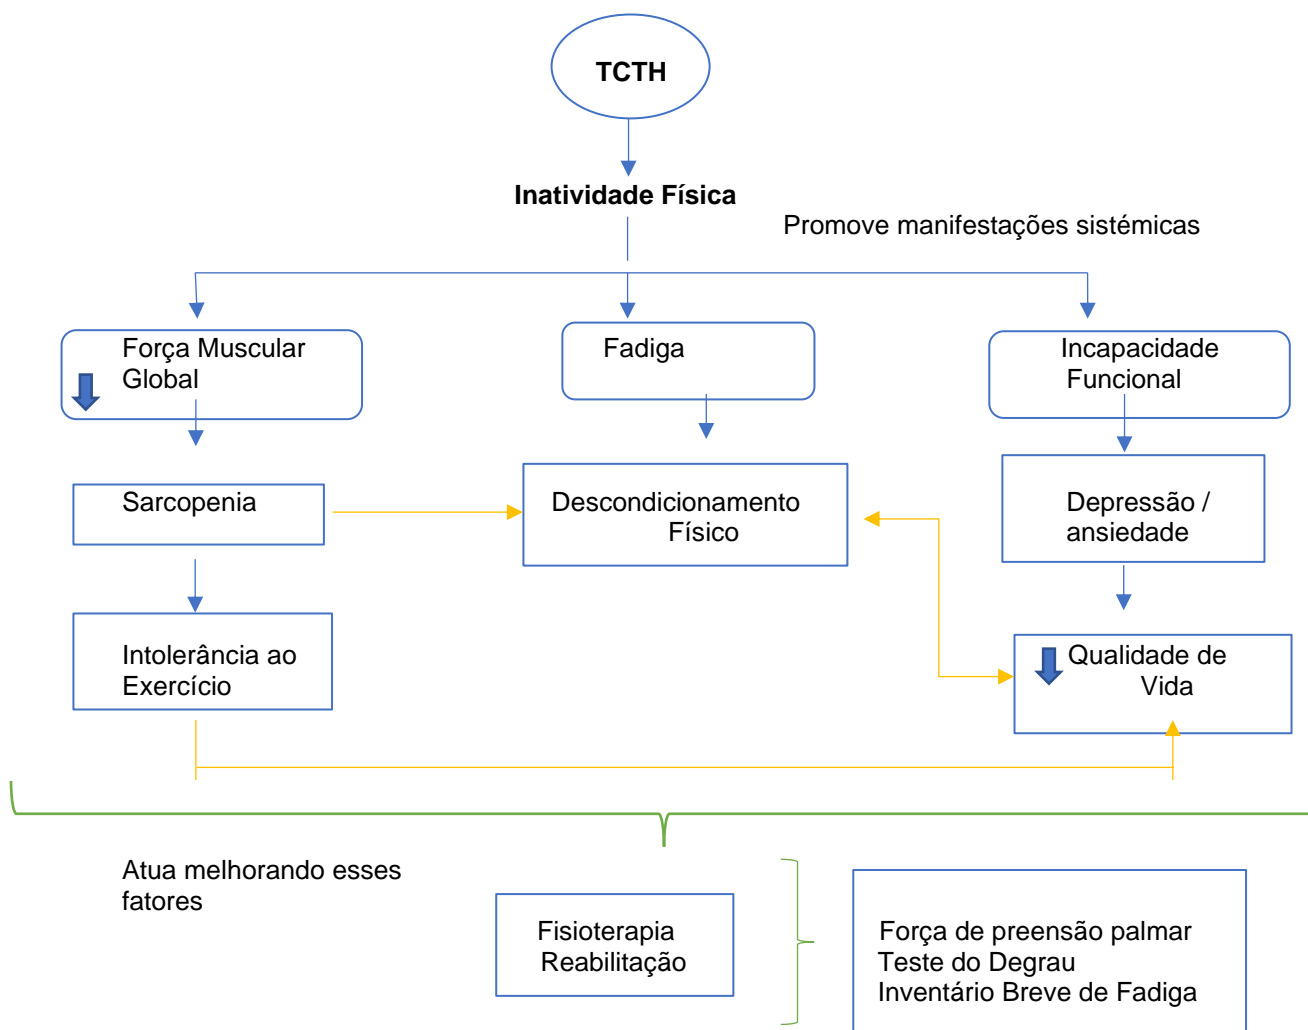 TCTH
Inatividade Física
Promove manifestações sistémicas
Força Muscular
Global
Fadiga
Incapacidade
Funcional
Sarcopenia
Descondicionamento
Físico
Depressão /
ansiedade
Intolerância ao
Exercício
Qualidade de
Vida
Atua melhorando esses
fatores
Fisioterapia
Reabilitação
Força de preensão palmar
Teste do Degrau
Inventário Breve de Fadiga